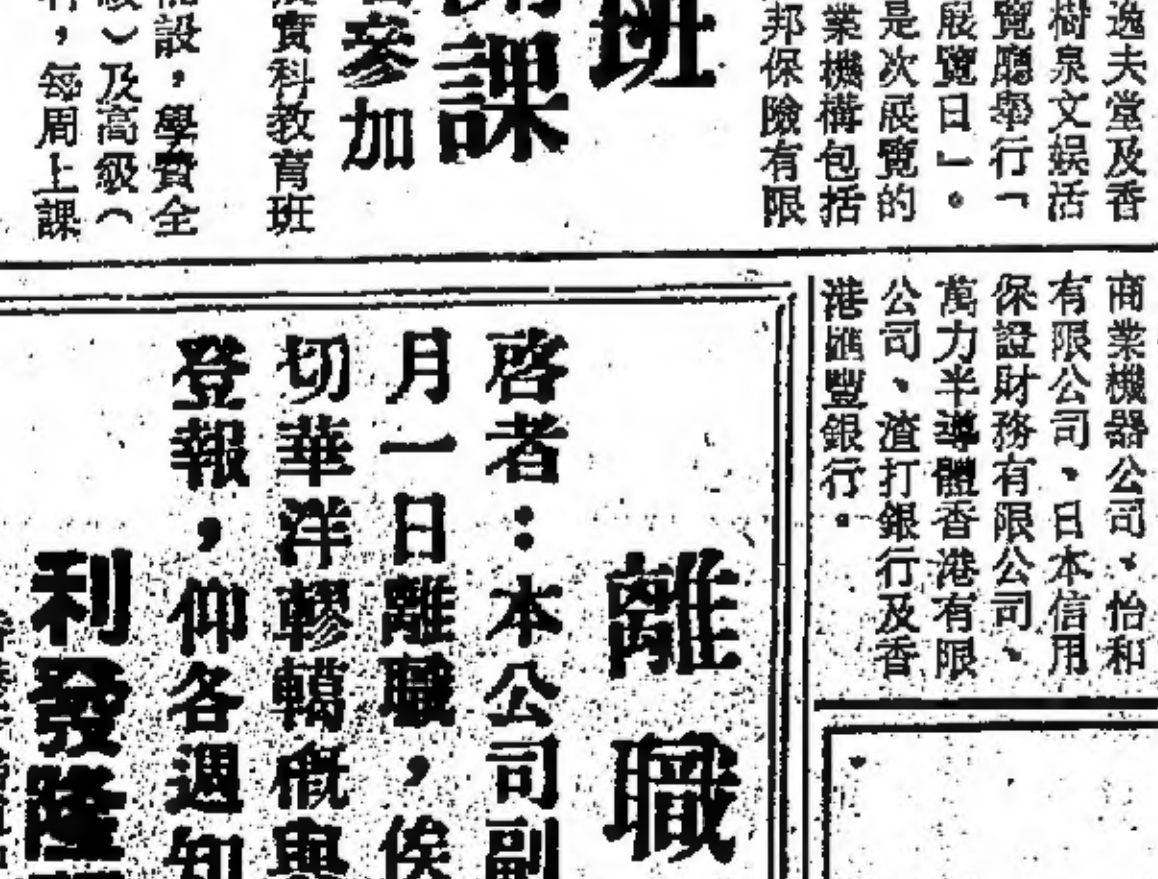 逸夫堂及香
樹泉文娛活
覽廳舉行「
展覽日」。
是次展覽的
業機構包括
邦保險有限
班
課
參加
實科教育班
設，學費全
）及高級（
，每周上課
商業機器公司、怡和
有限公司、日本信用
保證財務有限公司、
萬力半導體香港有限
公司、渣打銀行及香
港匯豐銀行。
離職
啓者：本公司副
月一日離職，俟
切華洋轇轕概與
登報，仰各週知
利發隆